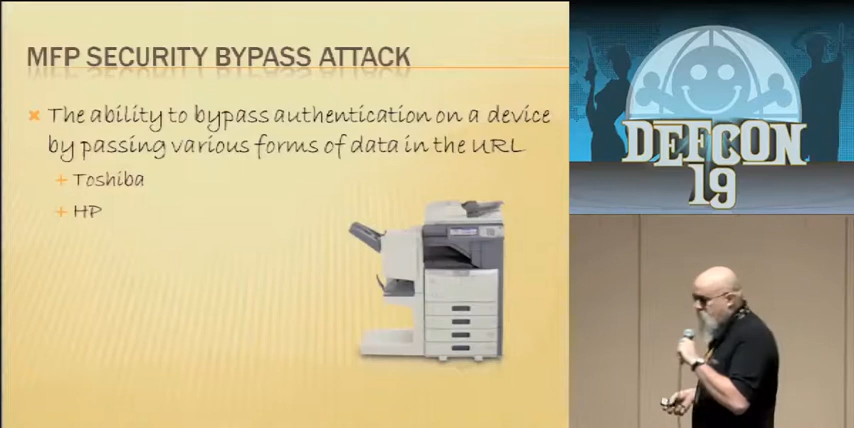 MFP SECURITY BYPASS ATTACK
The ability to bypass authentication on a device
by passing various forms of data in the URL
+ Toshiba
+ HP
DEFCON
19